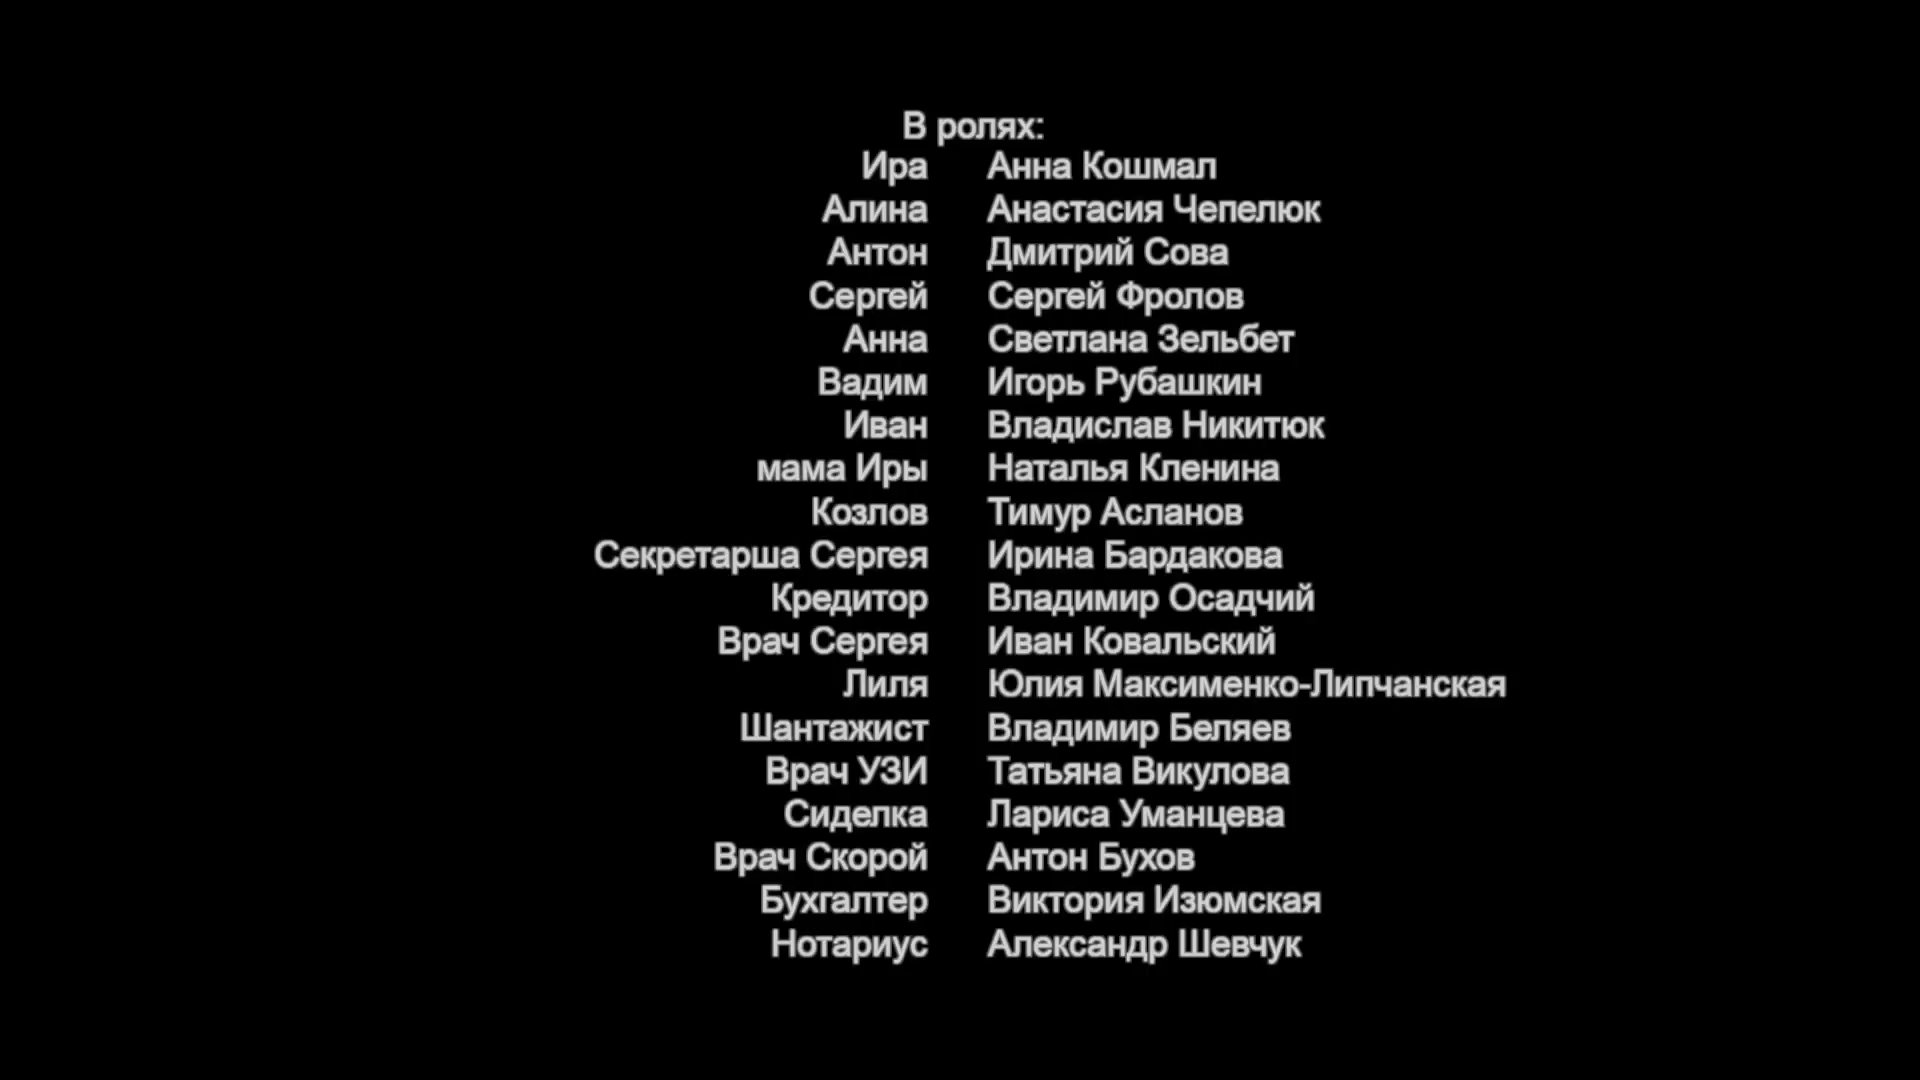 В ролях:
Ира Анна Кошмал
Алина Анастасия Чепелюк
Антон Дмитрий Сова
Сергей Сергей Фролов
Анна Светлана Зельбет
Вадим Игорь Рубашкин
Иван Владислав Никитюк
мама Иры Наталья Кленина
Козлов Тимур Асланов
Секретарша Сергея Ирина Бардакова
Кредитор Владимир Осадчий
Врач Сергея Иван Ковальский
Лиля Юлия Максименко-Липчанская
Шантажист Владимир Беляев
Врач УЗИ Татьяна Викулова
Сиделка Лариса Уманцева
Врач Скорой Антон Бухов
Бухгалтер Виктория Изюмская
Нотариус Александр Шевчук